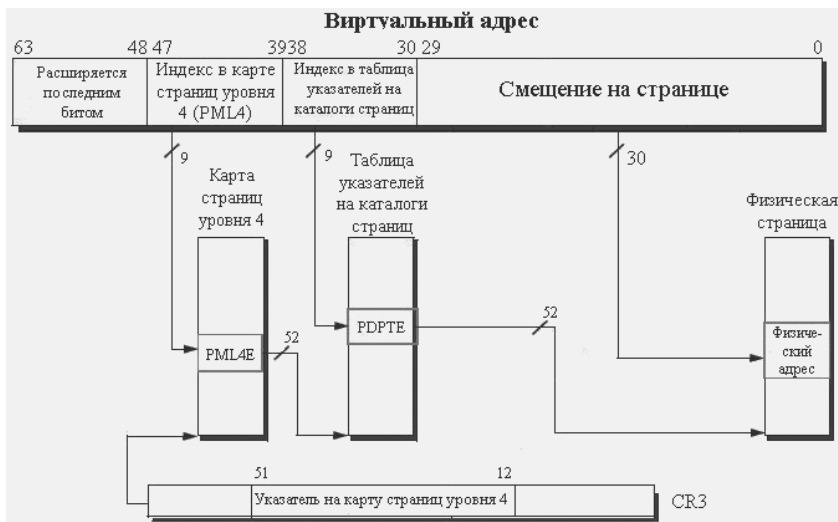 Виртуальный адрес
63 48 47 39 38 30 29 0
Расширяется
последним
битом
Индекс в карте
страниц уровня
4 (PML4)
Индекс в таблица
указателей на
каталоги страниц
Смещение на странице
9
9
30
Карта
страниц
уровня 4
Таблица
указателей
на каталоги
страниц
Физическая
страница
PML4E
52
PDPTE
52
Физиче-
ский
адрес
51 12
Указатель на карту страниц уровня 4
CR3